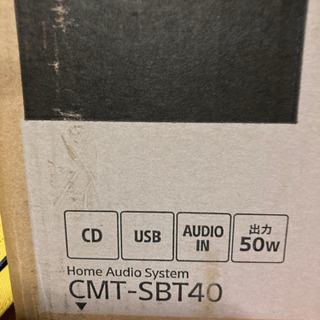 CD
USB
AUDIO
IN
出力
50W
Home Audio System
CMT-SBT40